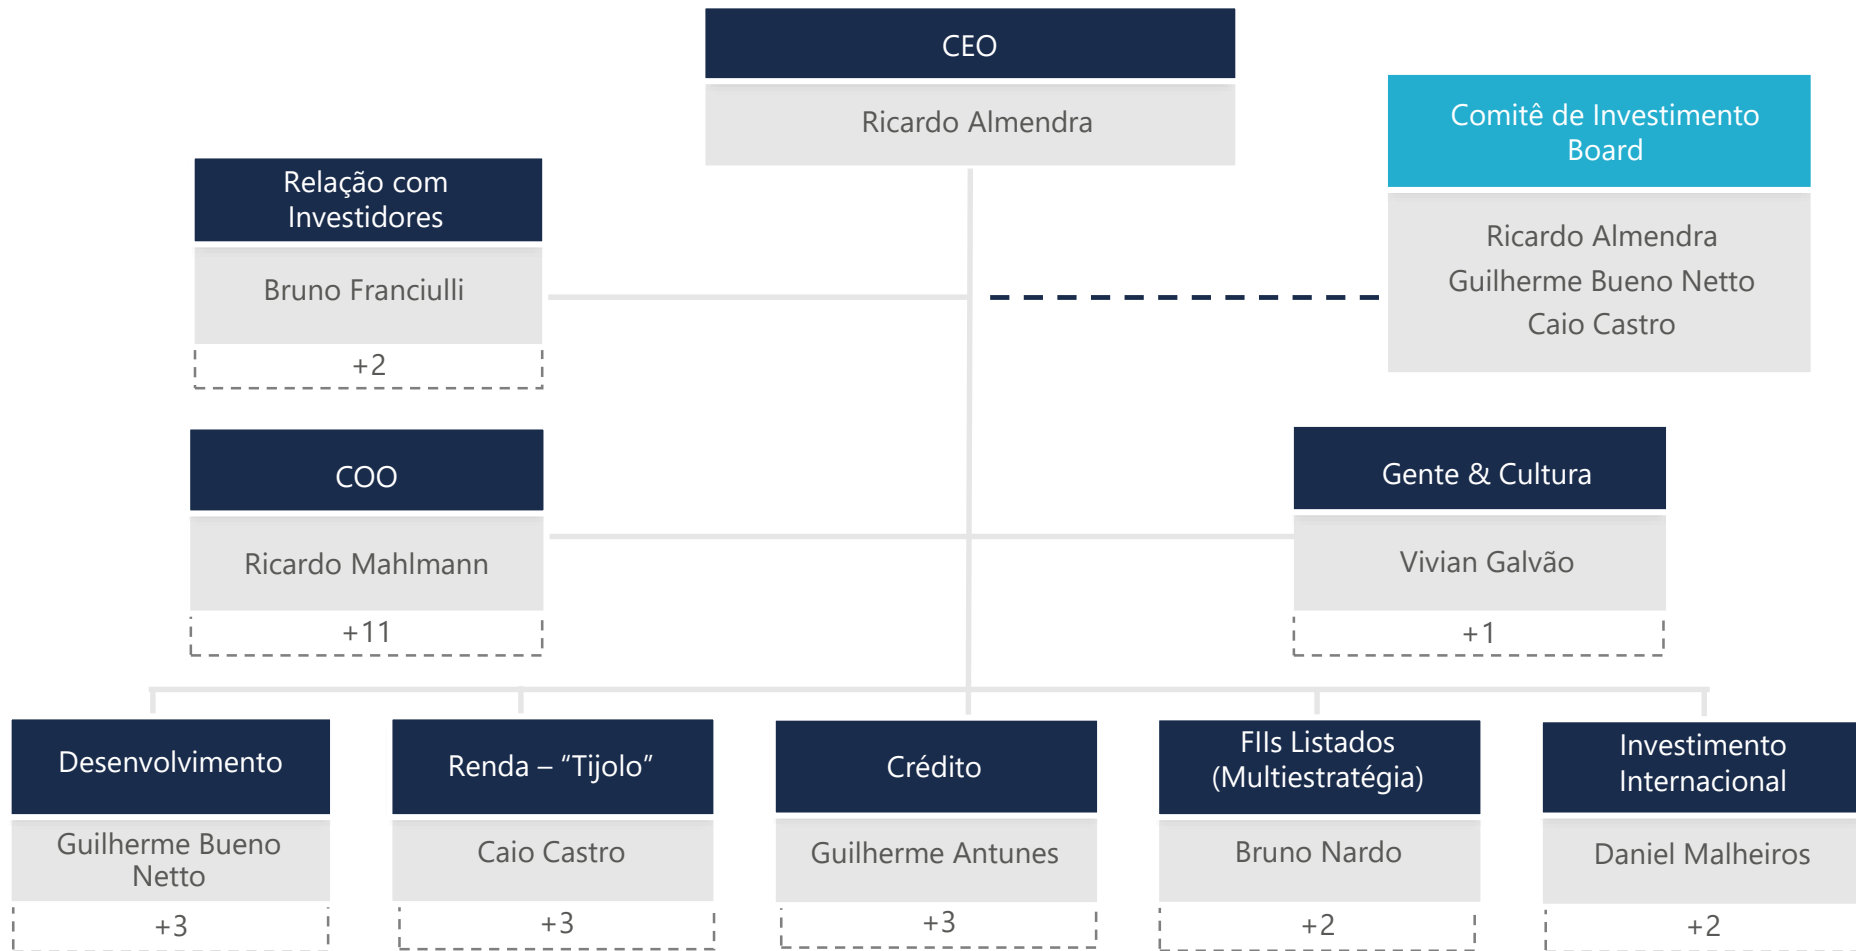 CEO
Ricardo Almendra
Comitê de Investimento
Board
Ricardo Almendra
Guilherme Bueno Netto
Caio Castro
Relação com
Investidores
Bruno Franciulli
+2
COO
Ricardo Mahlmann
+11
Gente & Cultura
Vivian Galvão
+1
Desenvolvimento
Guilherme Bueno
Netto
+3
Renda – “Tijolo”
Caio Castro
+3
Crédito
Guilherme Antunes
+3
FIIs Listados
(Multiestratégia)
Bruno Nardo
+2
Investimento
Internacional
Daniel Malheiros
+2